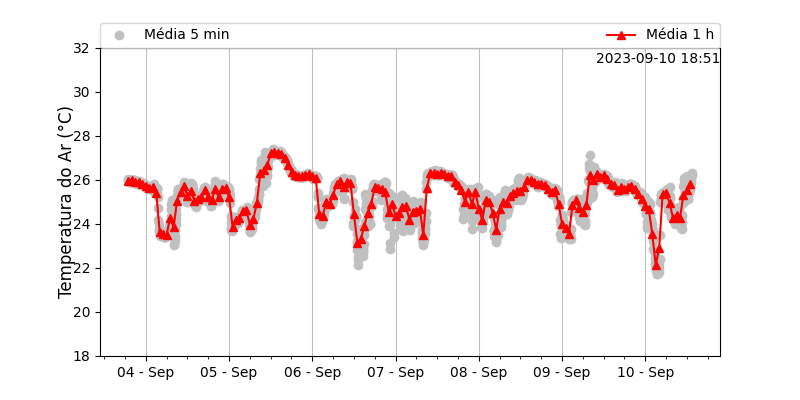 Média 5 min
Média 1 h
2023-09-10 18:51
Temperatura do Ar (°C)
32
30
28
26
24
22
20
18
04 - Sep
05 - Sep
06 - Sep
07 - Sep
08 - Sep
09 - Sep
10 - Sep